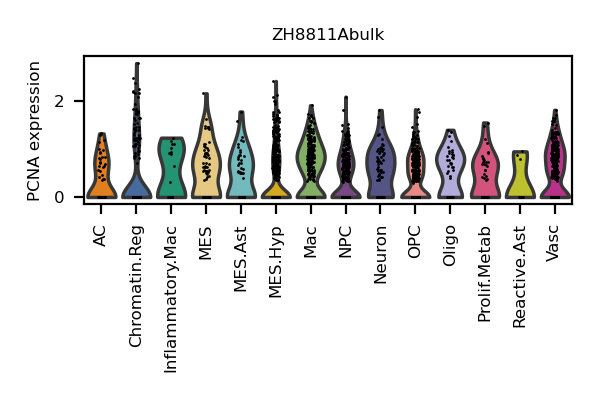 ZH8811Abulk
PCNA expression
2
0
AC
Chromatin.Reg
Inflammatory.Mac
MES
MES.Ast
MES.Hyp
Mac
NPC
Neuron
OPC
Oligo
Prolif.Metab
Reactive.Ast
Vasc